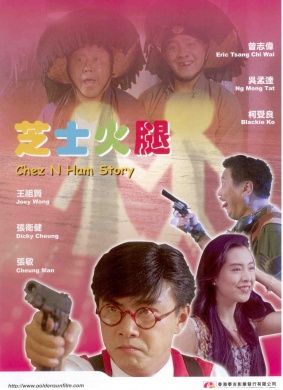 曾志偉
Eric Tsang Chi Wai
吳孟達
Ng Mong Tat
柯受良
Blackie Ko
芝士火腿
Chez N Ham Story
王祖賢
Joey Wong
張衛健
Dicky Cheung
張敏
Cheung Man
http://www.goldensunfilm.com